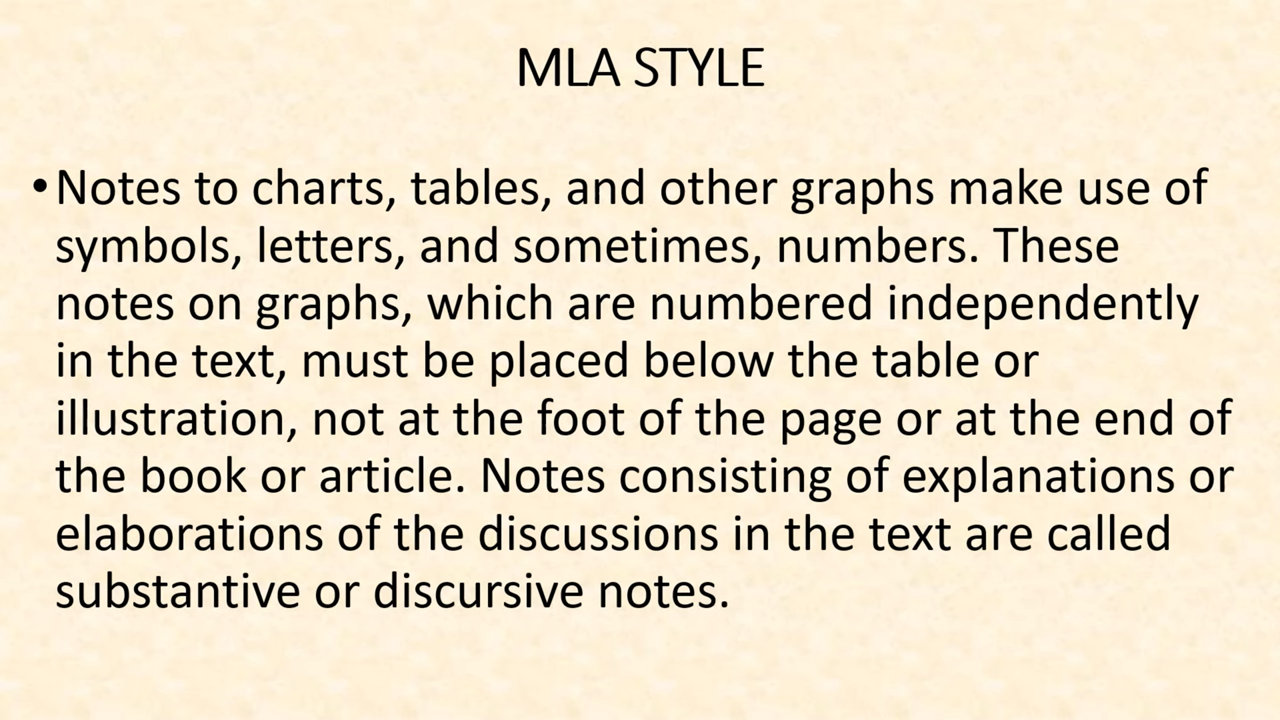 MLA STYLE
•Notes to charts, tables, and other graphs make use of
symbols, letters, and sometimes, numbers. These
notes on graphs, which are numbered independently
in the text, must be placed below the table or
illustration, not at the foot of the page or at the end of
the book or article. Notes consisting of explanations or
elaborations of the discussions in the text are called
substantive or discursive notes.